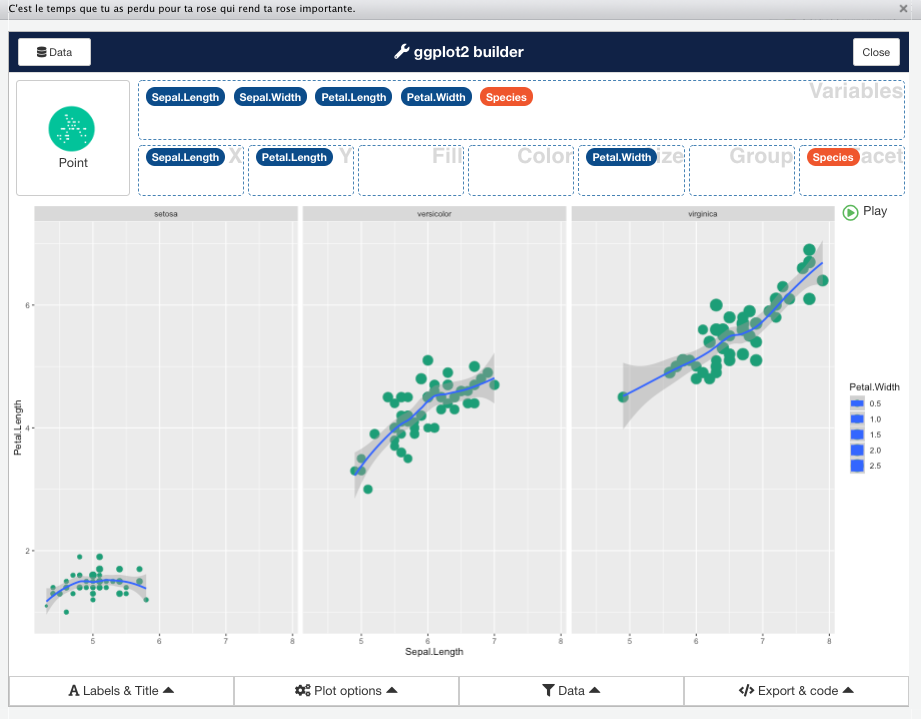 C'est le temps que tu as perdu pour ta rose qui rend ta rose importante. ×
Data ggplot2 builder Close
Variables
Sepal.Length Sepal.Width Petal.Length Petal.Width Species
Point
Sepal.Length X Petal.Length Y Fill Color Petal.Width ize Group Species acet
setosa versicolor virginica
Play
6
4
2
Petal.Length
5 6 7 8 5 6 7 8 5 6 7 8
Sepal.Length
Petal.Width
0.5
1.0
1.5
2.0
2.5
Labels & Title Plot options Data Export & code